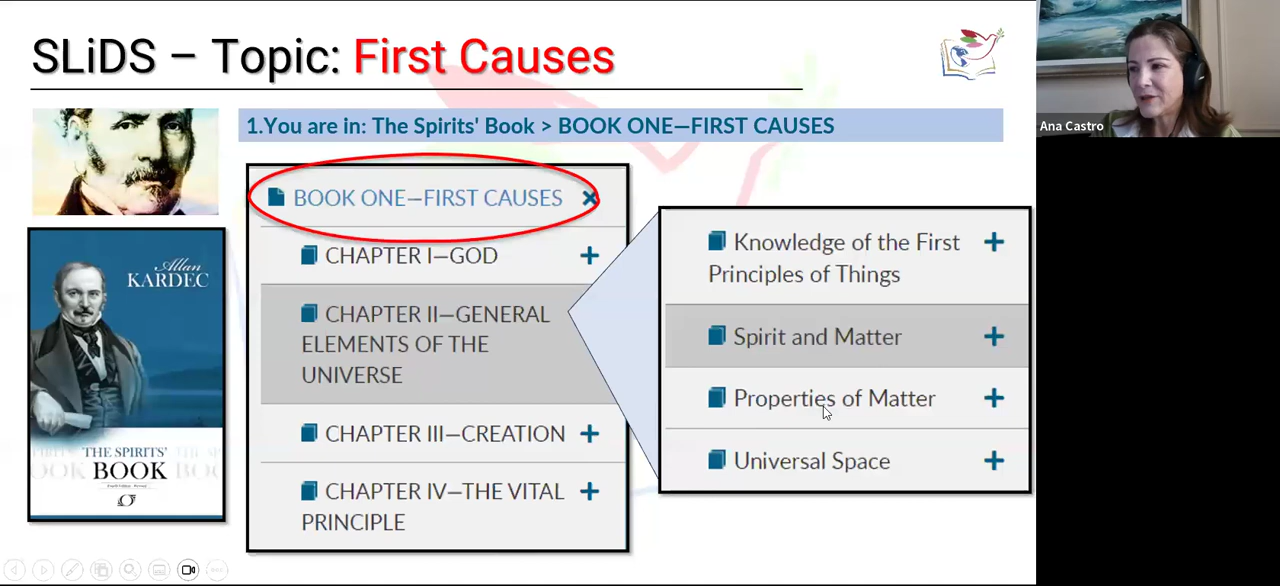 SLiDS – Topic: First Causes
1.You are in: The Spirits' Book > BOOK ONE—FIRST CAUSES
BOOK ONE—FIRST CAUSES
CHAPTER I—GOD
CHAPTER II—GENERAL
ELEMENTS OF THE
UNIVERSE
CHAPTER III—CREATION
CHAPTER IV—THE VITAL
PRINCIPLE
Knowledge of the First
Principles of Things
Spirit and Matter
Properties of Matter
Universal Space
Allan
KARDEC
THE SPIRITS'
BOOK
Ana Castro